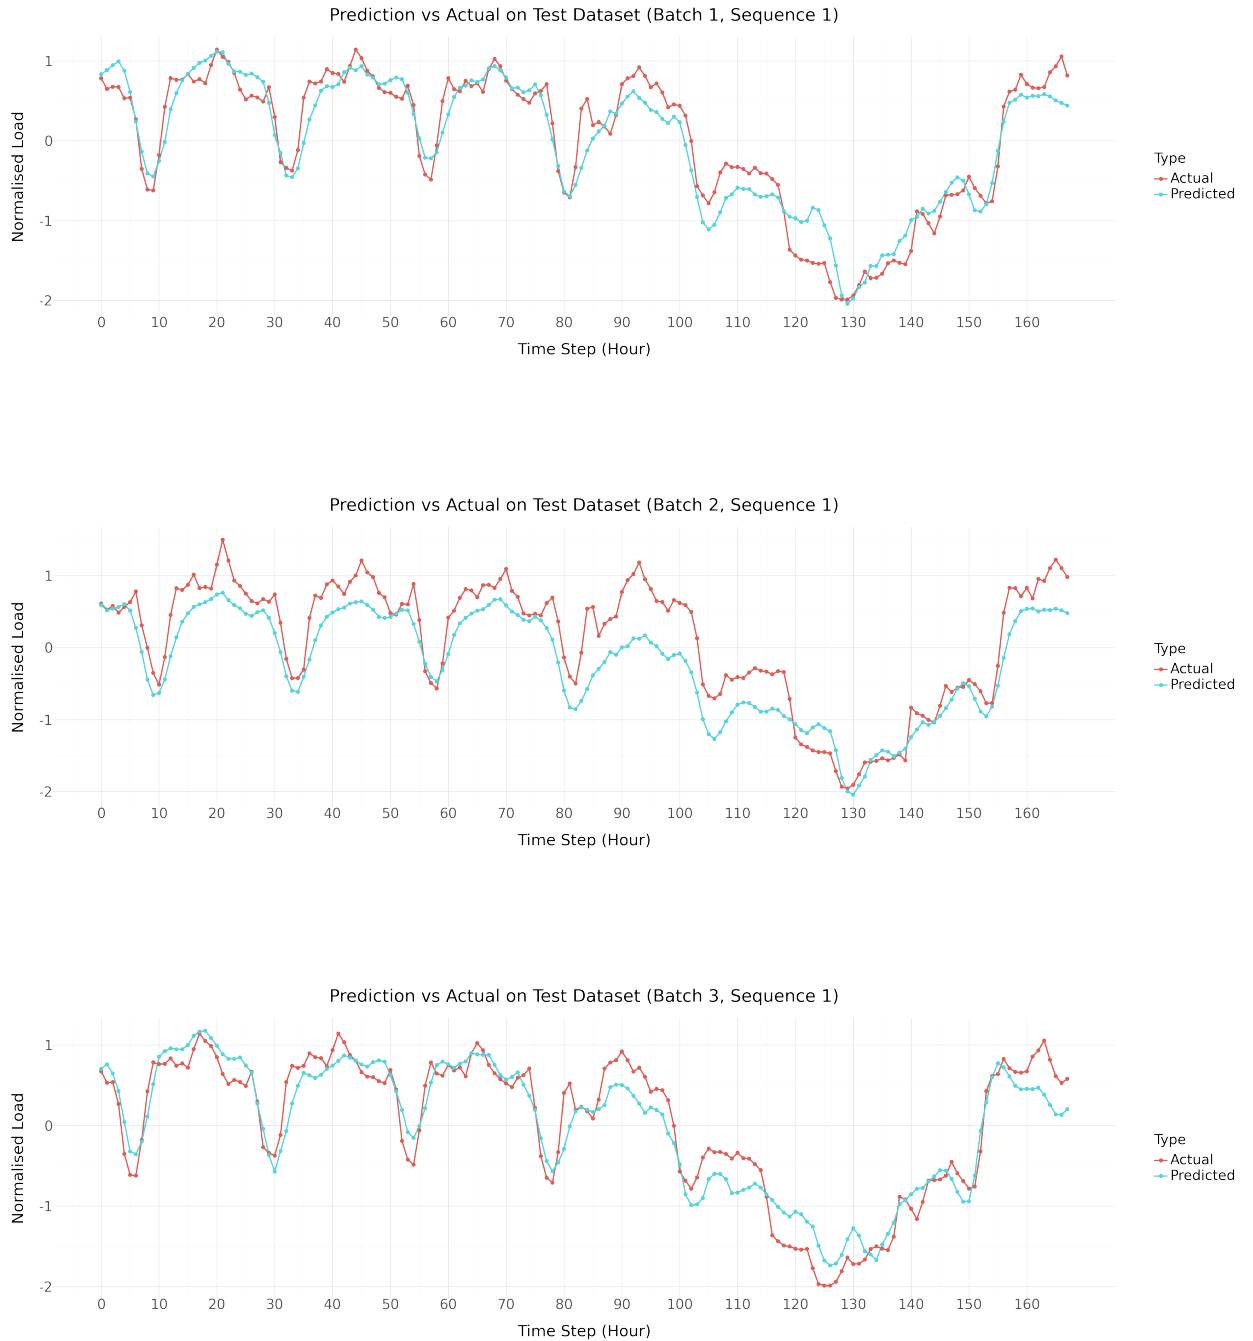 Prediction vs Actual on Test Dataset (Batch 1, Sequence 1)
1
0
-1
-2
Normalised Load
0 10 20 30 40 50 60 70 80 90 100 110 120 130 140 150 160
Time Step (Hour)
Type
Actual
Predicted
Prediction vs Actual on Test Dataset (Batch 2, Sequence 1)
1
0
-1
-2
Normalised Load
0 10 20 30 40 50 60 70 80 90 100 110 120 130 140 150 160
Time Step (Hour)
Type
Actual
Predicted
Prediction vs Actual on Test Dataset (Batch 3, Sequence 1)
1
0
-1
-2
Normalised Load
0 10 20 30 40 50 60 70 80 90 100 110 120 130 140 150 160
Time Step (Hour)
Type
Actual
Predicted